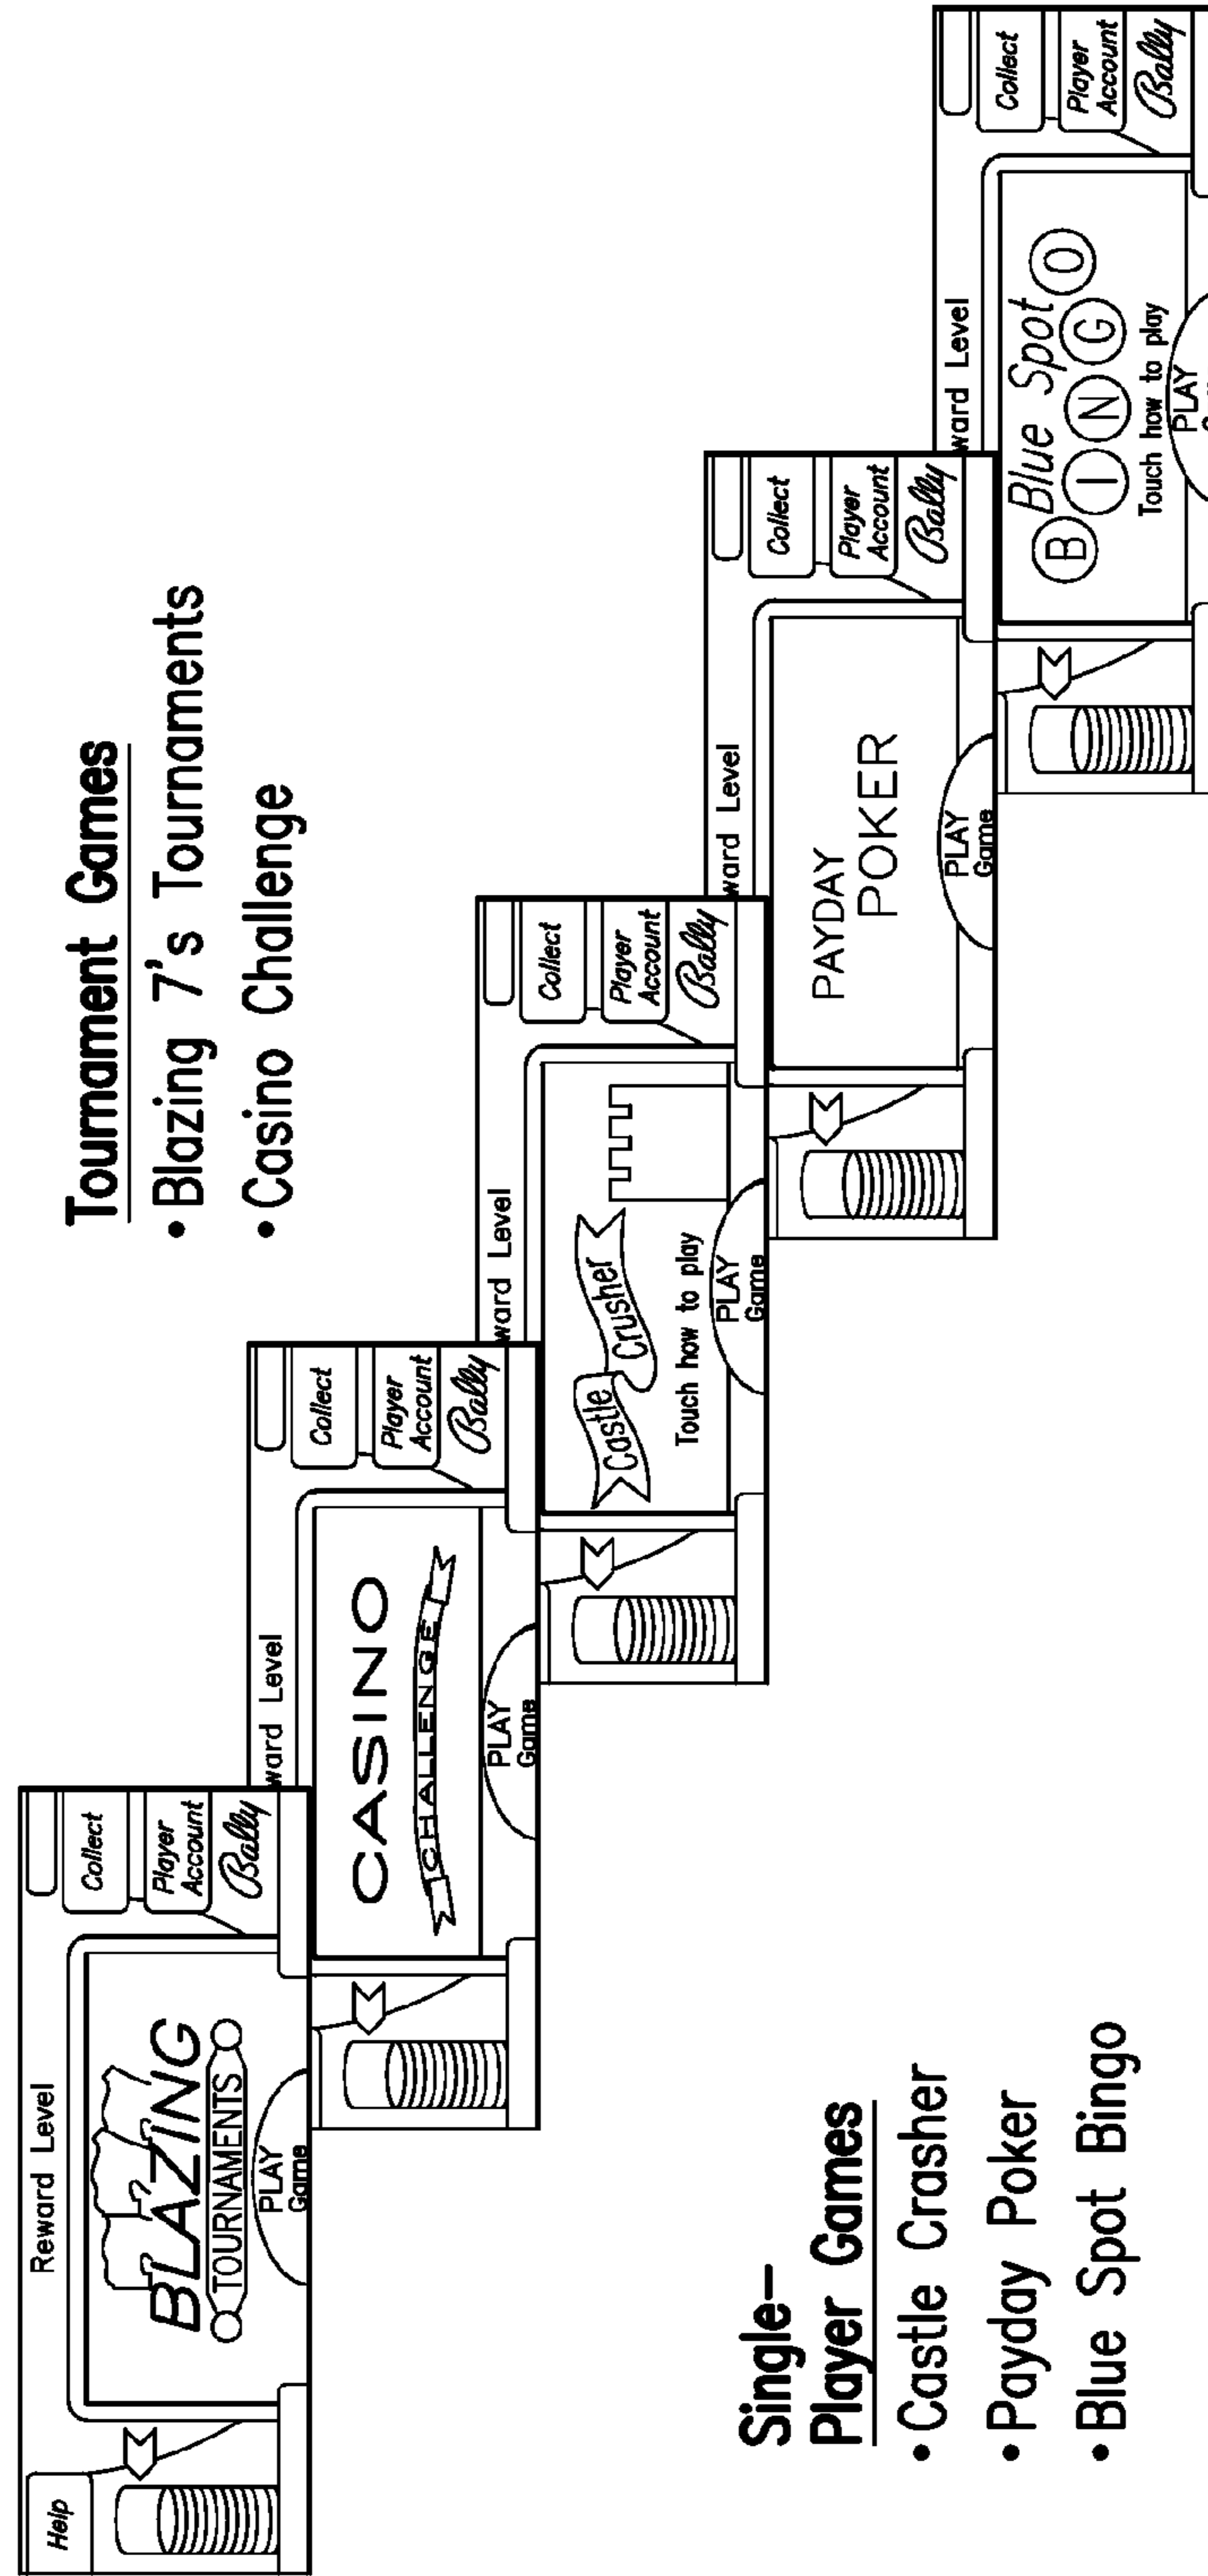 Tournament Games
•Blazing 7's Tournaments
•Casino Challenge
Help
Reward Level
Collect
Player
Account
Bally
BLAZING
TOURNAMENTS
PLAY
Game
ward Level
Collect
Player
Account
Bally
CASINO
CHALLENGE
PLAY
Game
ward Level
Collect
Player
Account
Bally
Castle Crusher
Touch how to play
PLAY
Game
ward Level
Collect
Player
Account
Bally
PAYDAY
POKER
PLAY
Game
ward Level
Collect
Player
Account
Bally
Blue Spot
BINGO
Touch how to play
PLAY
Single-
Player Games
•Castle Crasher
•Payday Poker
•Blue Spot Bingo